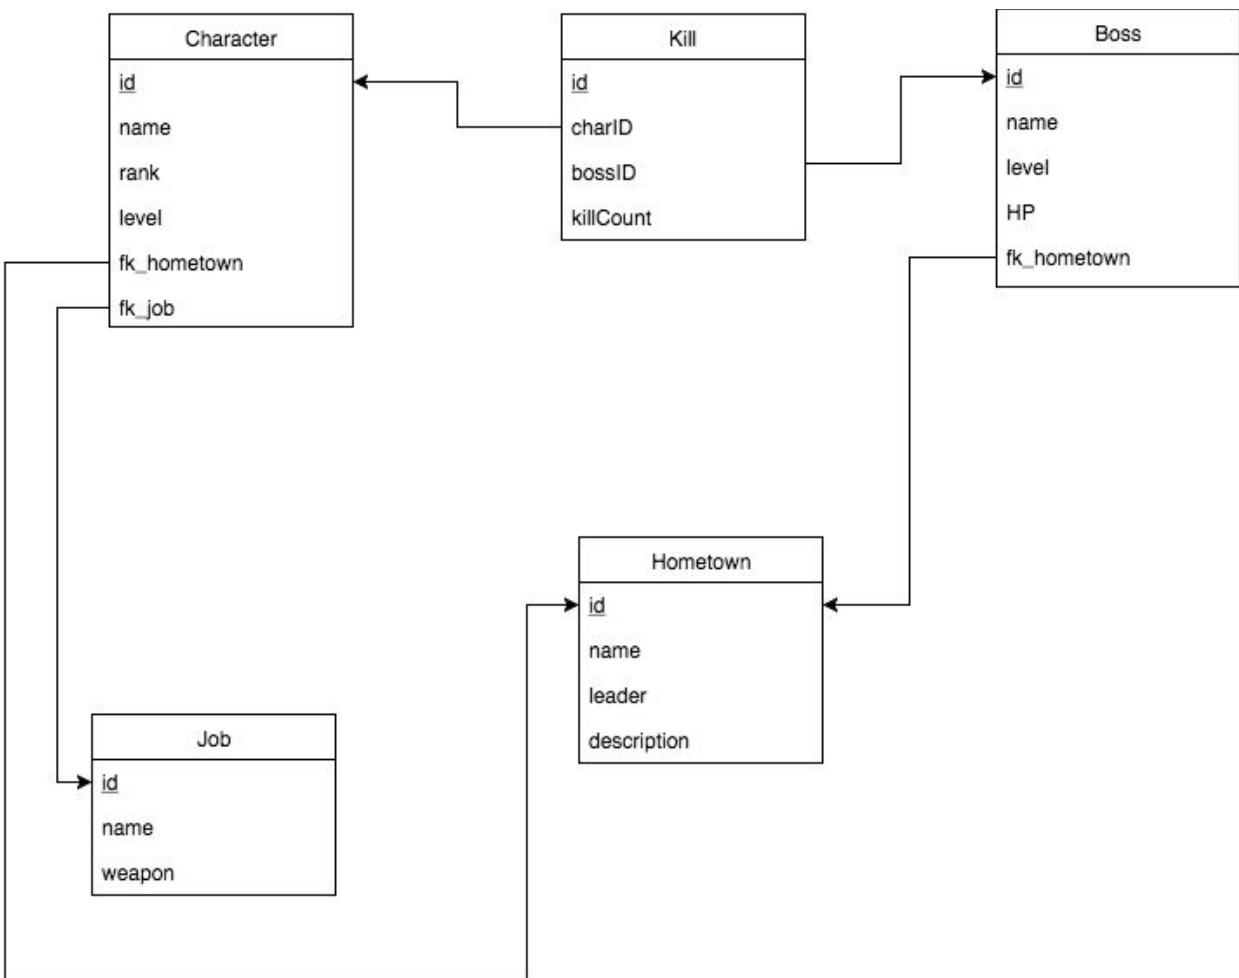 Character
id
name
rank
level
fk_hometown
fk_job
Kill
id
charID
bossID
killCount
Boss
id
name
level
HP
fk_hometown
Hometown
id
name
leader
description
Job
id
name
weapon